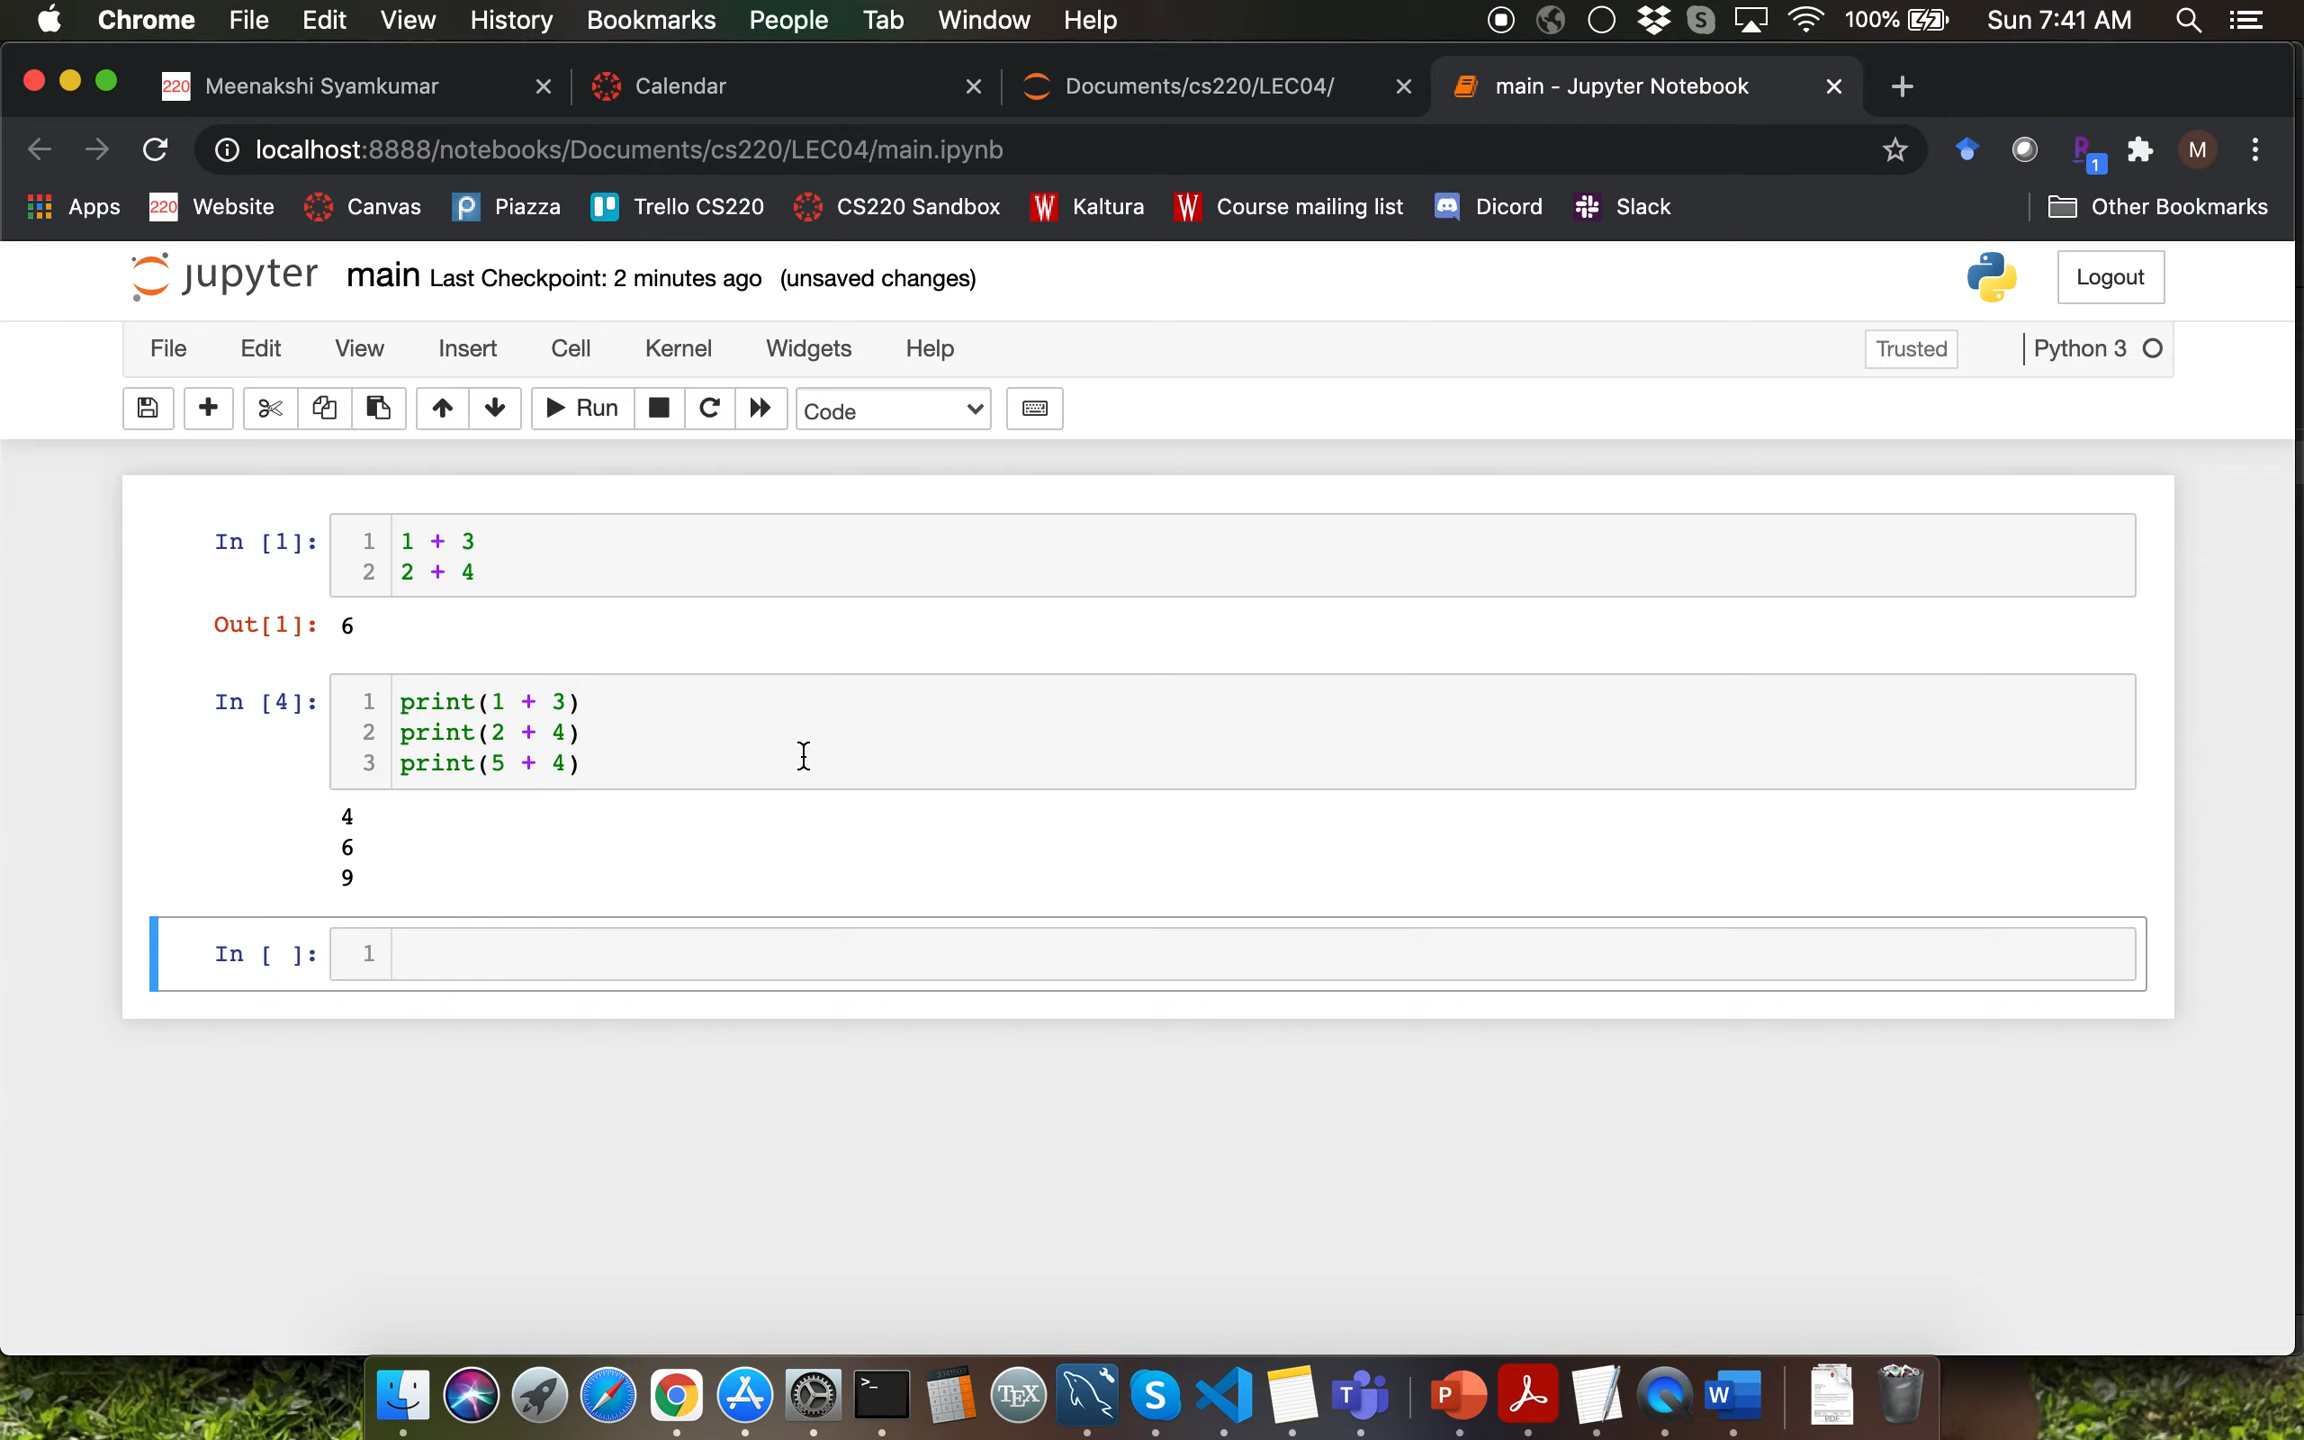 Chrome File Edit View History Bookmarks People Tab Window Help 100% Sun 7:41 AM
220 Meenakshi Syamkumar Calendar Documents/cs220/LEC04/ main - Jupyter Notebook
localhost:8888/notebooks/Documents/cs220/LEC04/main.ipynb 1 M
Apps 220 Website Canvas Piazza Trello CS220 CS220 Sandbox Kaltura Course mailing list Dicord Slack Other Bookmarks
jupyter main Last Checkpoint: 2 minutes ago (unsaved changes) Logout
File Edit View Insert Cell Kernel Widgets Help Trusted Python 3
Run Code
In [1]: 1 1 + 3
2 2 + 4
Out[1]: 6
In [4]: 1 print(1 + 3)
2 print(2 + 4)
3 print(5 + 4)
4
6
9
In [ ]: 1